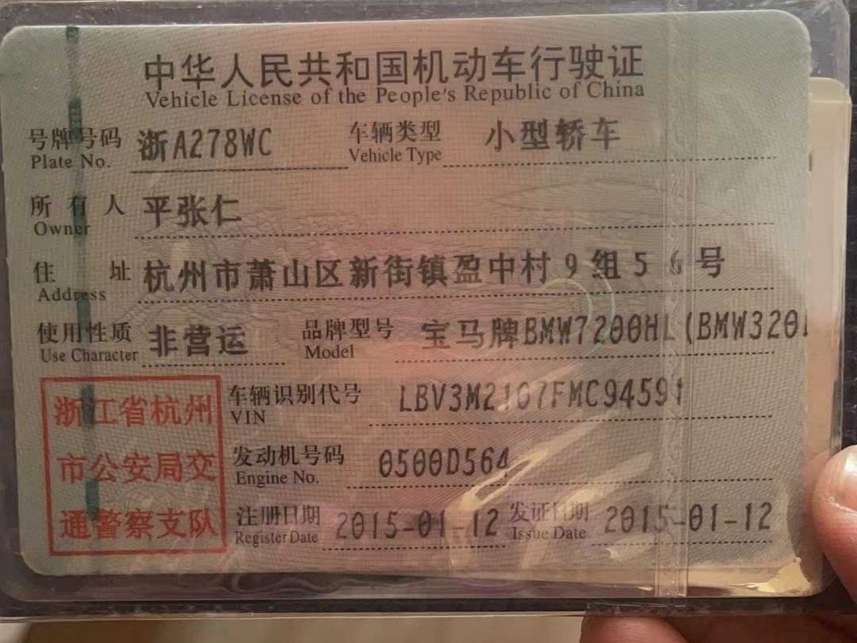 中华人民共和国机动车行驶证
Vehicle License of the People's Republic of China
号牌号码 浙A278WC 车辆类型 小型轿车
Plate No. Vehicle Type
所有人 平张仁
Owner
住址 杭州市萧山区新街镇盈中村9组56号
Address
使用性质 非营运 品牌型号 宝马牌BMW7200HL(BMW320
Use Character Model
浙江省杭州
市公安局交
通警察支队
车辆识别代号 LBV3M2107FMC94591
VIN
发动机号码 0500D564
Engine No.
注册日期 2015-01-12 发证日期 2015-01-12
Register Date Issue Date